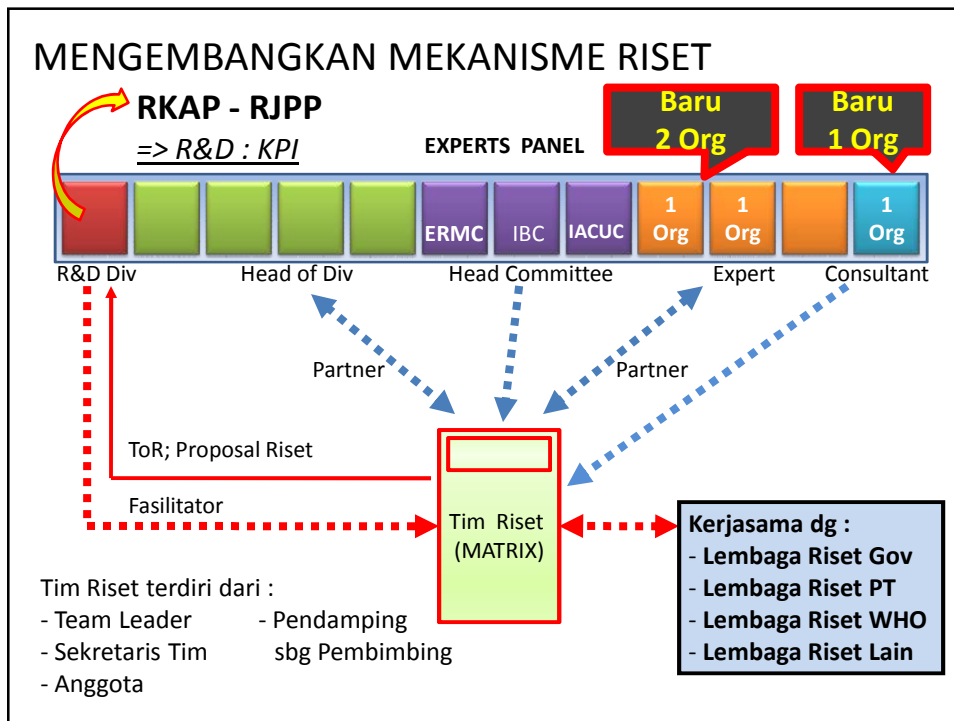 MENGEMBANGKAN MEKANISME RISET
RKAP - RJPP
=> R&D : KPI
EXPERTS PANEL
Baru
2 Org
Baru
1 Org
ERMC
IBC
IACUC
1
Org
1
Org
1
Org
R&D Div
Head of Div
Head Committee
Expert
Consultant
Partner
Partner
ToR; Proposal Riset
Fasilitator
Tim Riset
(MATRIX)
Kerjasama dg :
- Lembaga Riset Gov
- Lembaga Riset PT
- Lembaga Riset WHO
- Lembaga Riset Lain
Tim Riset terdiri dari :
- Team Leader - Pendamping
- Sekretaris Tim sbg Pembimbing
- Anggota